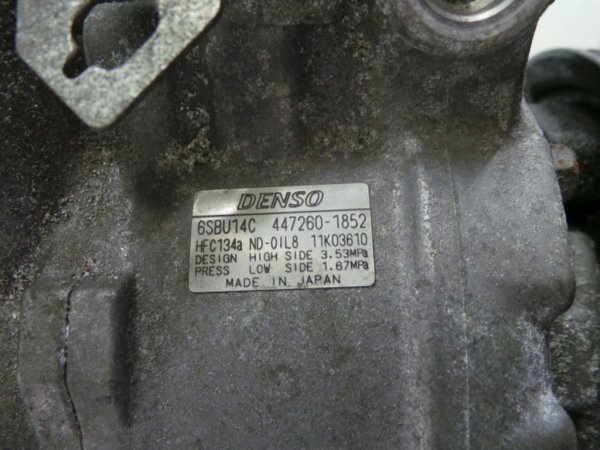 DENSO
6SBU14C 447260-1852
HFC134a ND-OIL8 11K03610
DESIGN HIGH SIDE 3.53MPa
PRESS LOW SIDE 1.67MPa
MADE IN JAPAN